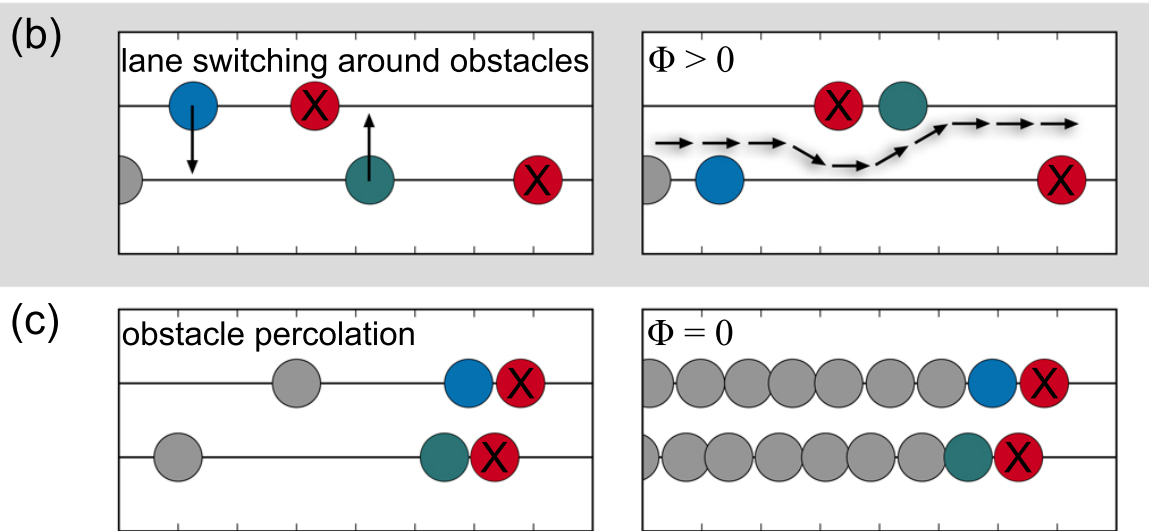 (b)
lane switching around obstacles
X
X
Φ > 0
X
X
(c)
obstacle percolation
X
X
Φ = 0
X
X